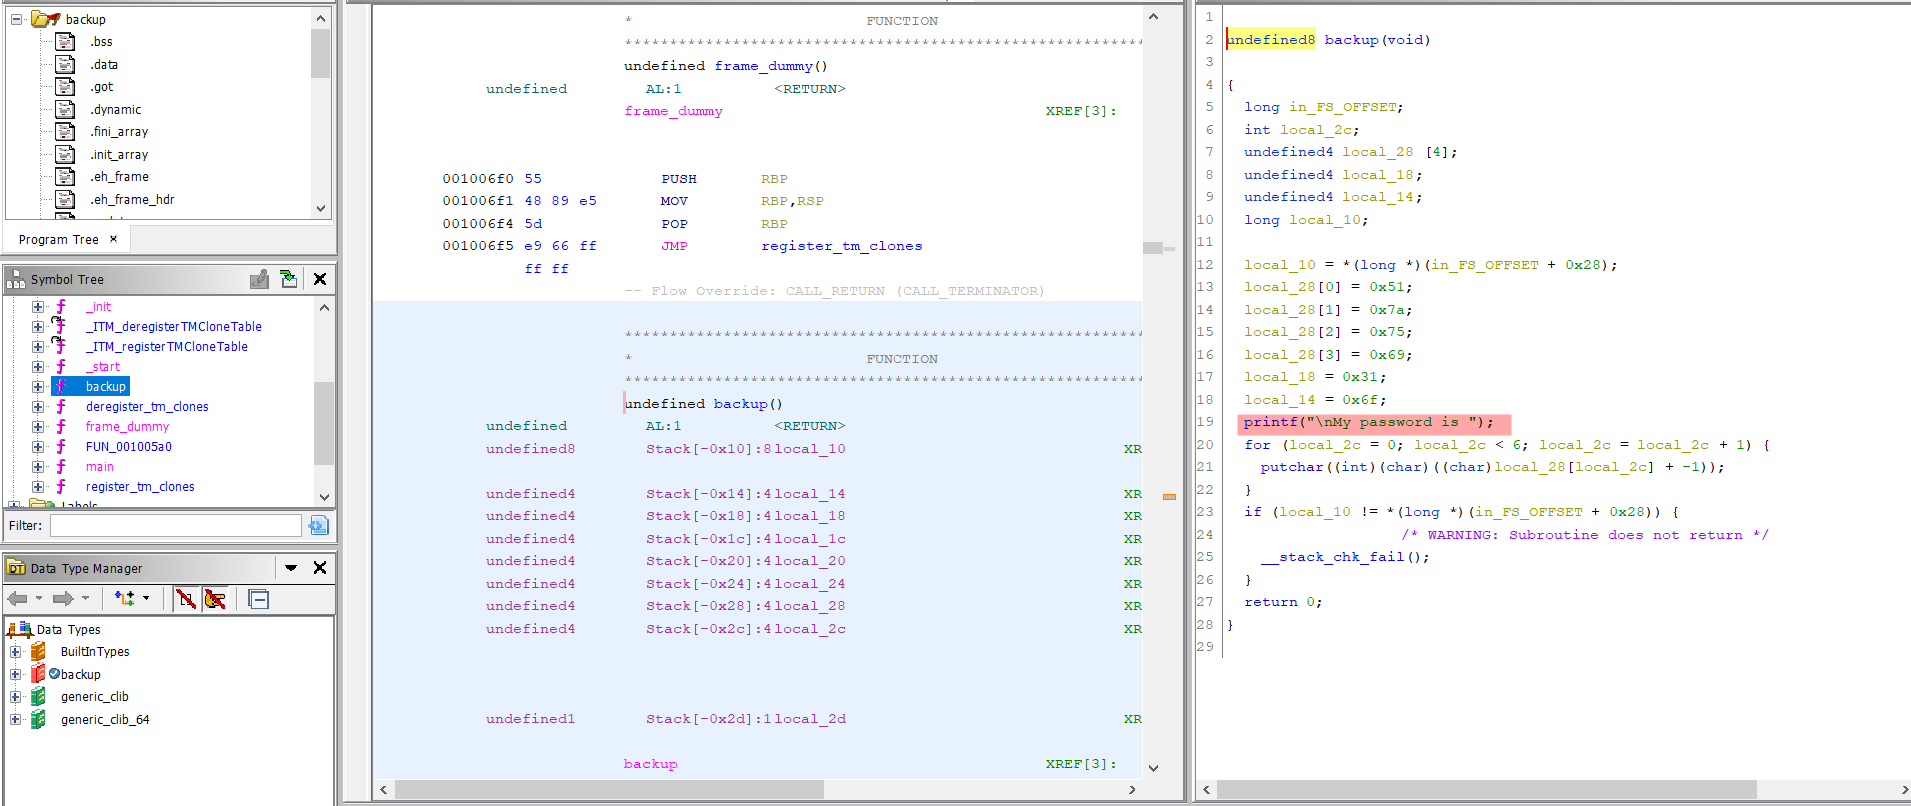 backup
.bss
.data
.got
.dynamic
.fini_array
.init_array
.eh_frame
.eh_frame_hdr
Program Tree ×
Symbol Tree
_init
_ITM_deregisterTMCloneTable
_ITM_registerTMCloneTable
_start
backup
deregister_tm_clones
frame_dummy
FUN_001005a0
main
register_tm_clones
Labels
Filter:
Data Type Manager
Data Types
BuiltInTypes
backup
generic_clib
generic_clib_64
* FUNCTION
************************************************************
undefined frame_dummy()
undefined AL:1 <RETURN>
frame_dummy XREF[3]:
001006f0 55 PUSH RBP
001006f1 48 89 e5 MOV RBP,RSP
001006f4 5d POP RBP
001006f5 e9 66 ff JMP register_tm_clones
ff ff
-- Flow Override: CALL_RETURN (CALL_TERMINATOR)
************************************************************
* FUNCTION
************************************************************
undefined backup()
undefined AL:1 <RETURN>
undefined8 Stack[-0x10]:8 local_10 XR
undefined4 Stack[-0x14]:4 local_14 XR
undefined4 Stack[-0x18]:4 local_18 XR
undefined4 Stack[-0x1c]:4 local_1c XR
undefined4 Stack[-0x20]:4 local_20 XR
undefined4 Stack[-0x24]:4 local_24 XR
undefined4 Stack[-0x28]:4 local_28 XR
undefined4 Stack[-0x2c]:4 local_2c XR
undefined1 Stack[-0x2d]:1 local_2d XR
backup XREF[3]:
1
2 undefined8 backup(void)
3
4 {
5 long in_FS_OFFSET;
6 int local_2c;
7 undefined4 local_28 [4];
8 undefined4 local_18;
9 undefined4 local_14;
10 long local_10;
11
12 local_10 = *(long *)(in_FS_OFFSET + 0x28);
13 local_28[0] = 0x51;
14 local_28[1] = 0x7a;
15 local_28[2] = 0x75;
16 local_28[3] = 0x69;
17 local_18 = 0x31;
18 local_14 = 0x6f;
19 printf("\nMy password is ");
20 for (local_2c = 0; local_2c < 6; local_2c = local_2c + 1) {
21 putchar((int)(char)((char)local_28[local_2c] + -1));
22 }
23 if (local_10 != *(long *)(in_FS_OFFSET + 0x28)) {
24 /* WARNING: Subroutine does not return */
25 __stack_chk_fail();
26 }
27 return 0;
28 }
29